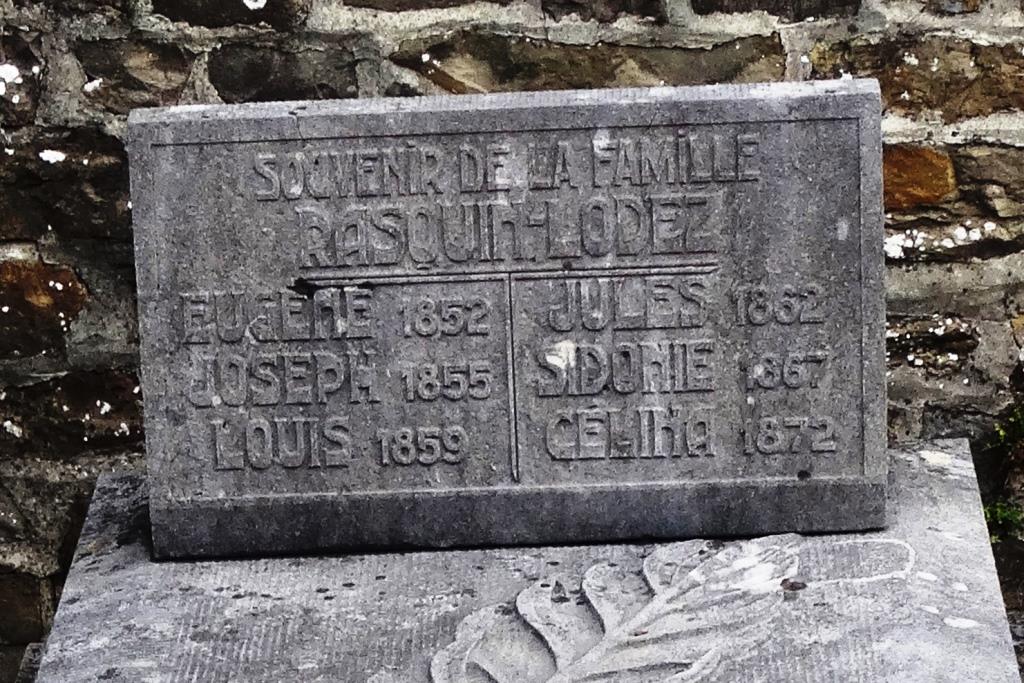 SOUVENIR DE LA FAMILLE
RASQUIN-LODEZ
EUGENE 1852
JOSEPH 1855
LOUIS 1859
JULES 1862
SIDONIE 1867
CÉLINA 1872